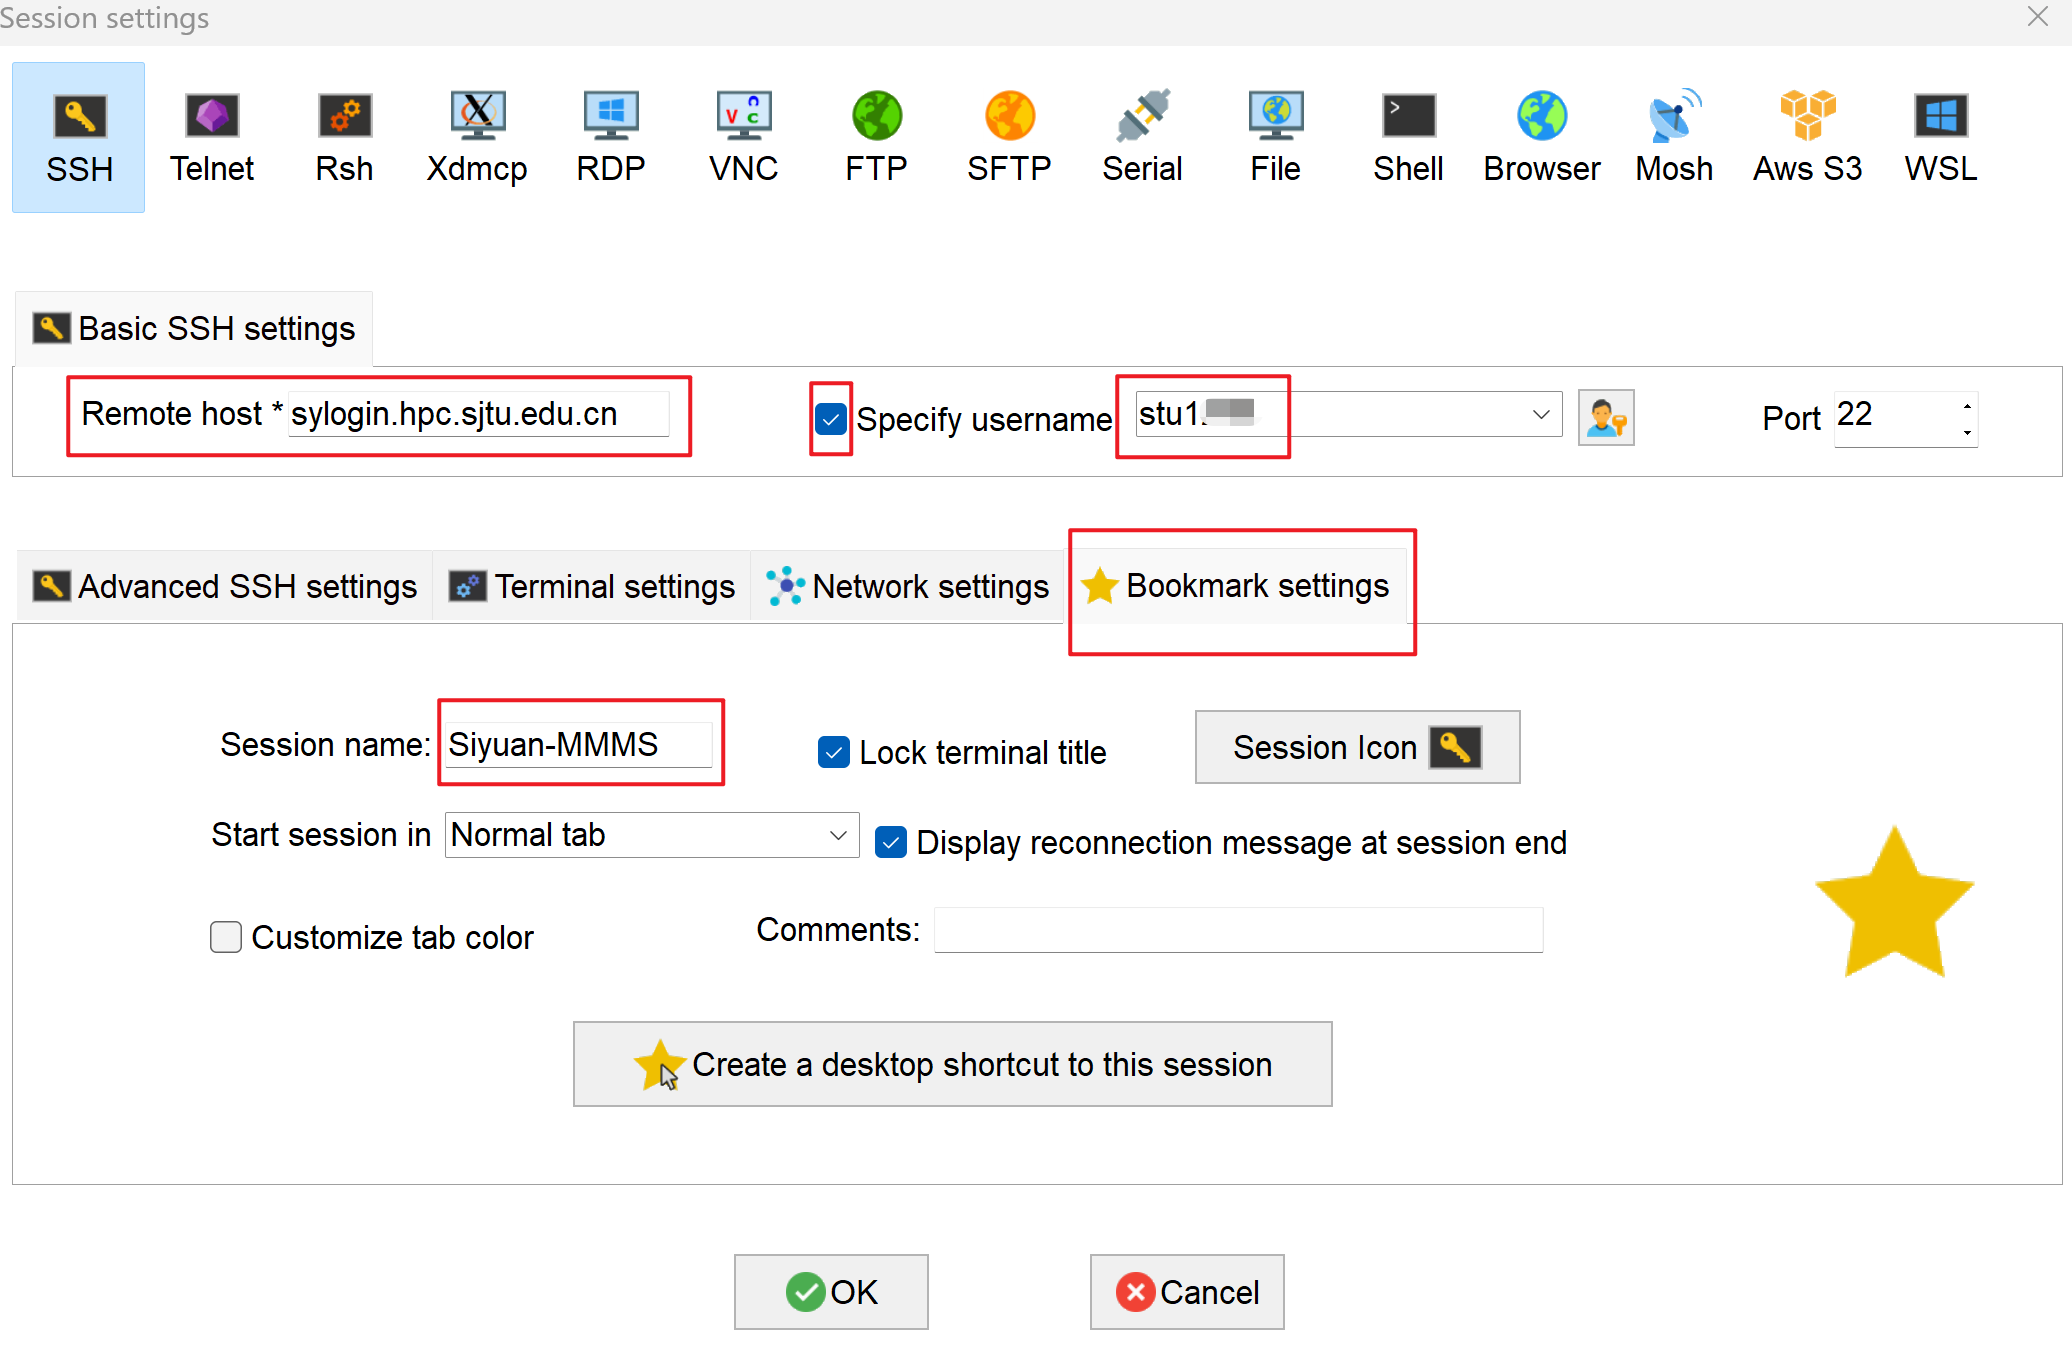 Session settings
SSH Telnet Rsh Xdmcp RDP VNC FTP SFTP Serial File Shell Browser Mosh Aws S3 WSL
Basic SSH settings
Remote host * sylogin.hpc.sjtu.edu.cn Specify username stu1 Port 22
Advanced SSH settings Terminal settings Network settings Bookmark settings
Session name: Siyuan-MMMS Lock terminal title Session Icon
Start session in Normal tab Display reconnection message at session end
Customize tab color Comments:
Create a desktop shortcut to this session
OK Cancel